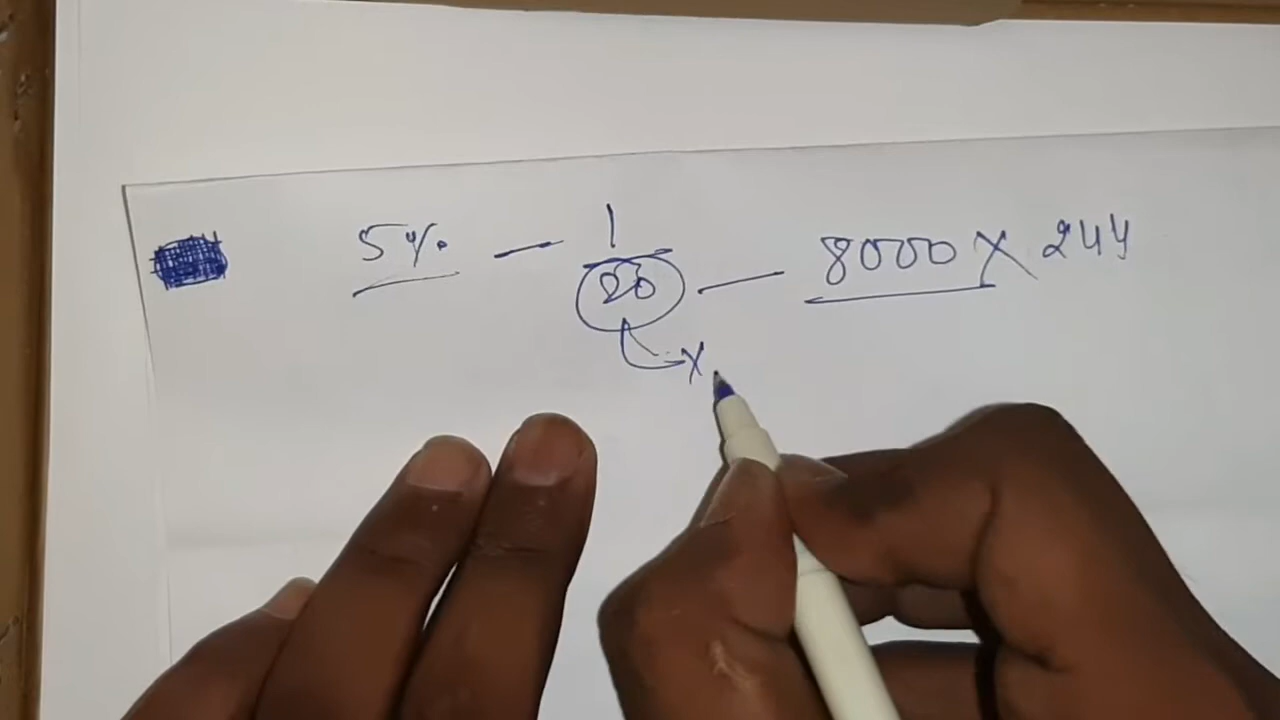 5% — 1/20 — 8000 X 244
X